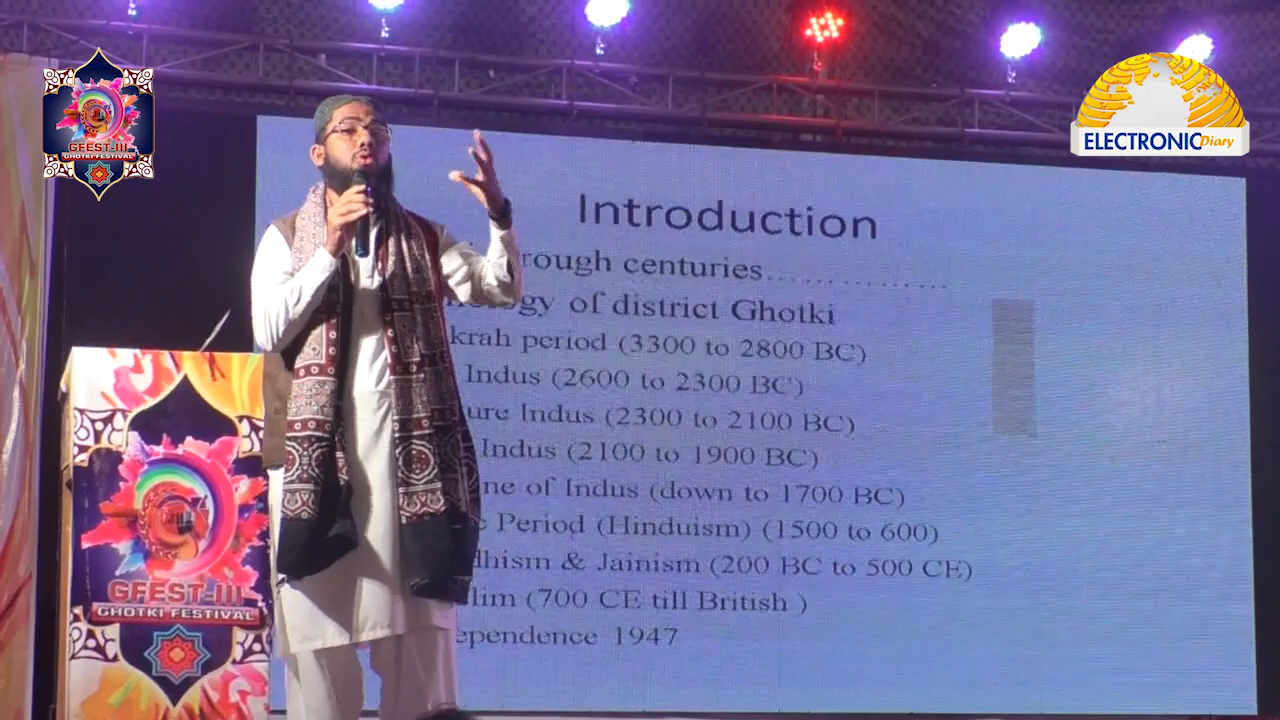 GFEST-III
GHOTKI FESTIVAL
ELECTRONIC Diary
Introduction
rough centuries……………
ology of district Ghotki
krah period (3300 to 2800 BC)
Indus (2600 to 2300 BC)
ure Indus (2300 to 2100 BC)
Indus (2100 to 1900 BC)
ne of Indus (down to 1700 BC)
Period (Hinduism) (1500 to 600)
dhism & Jainism (200 BC to 500 CE)
lim (700 CE till British )
ependence 1947
GFEST-III
GHOTKI FESTIVAL